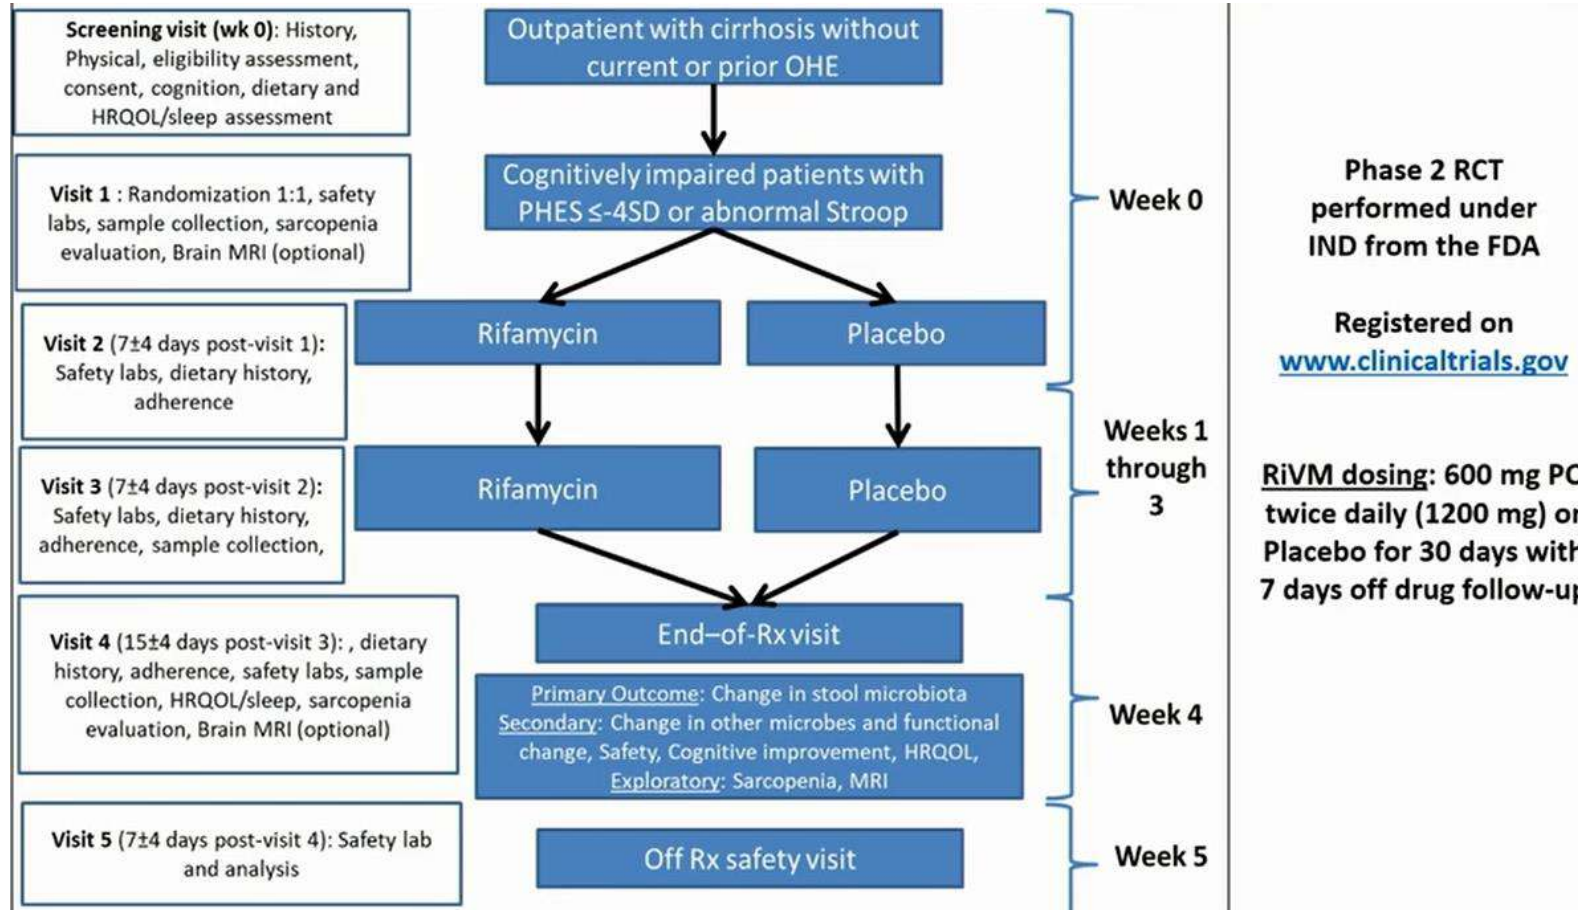 Screening visit (wk 0): History,
Physical, eligibility assessment,
consent, cognition, dietary and
HRQOL/sleep assessment
Outpatient with cirrhosis without
current or prior OHE
Visit 1 : Randomization 1:1, safety
labs, sample collection, sarcopenia
evaluation, Brain MRI (optional)
Cognitively impaired patients with
PHES ≤-4SD or abnormal Stroop
Week 0
Visit 2 (7±4 days post-visit 1):
Safety labs, dietary history,
adherence
Rifamycin
Placebo
Visit 3 (7±4 days post-visit 2):
Safety labs, dietary history,
adherence, sample collection,
Rifamycin
Placebo
Weeks 1
through
3
Visit 4 (15±4 days post-visit 3): , dietary
history, adherence, safety labs, sample
collection, HRQOL/sleep, sarcopenia
evaluation, Brain MRI (optional)
End–of-Rx visit
Primary Outcome: Change in stool microbiota
Secondary: Change in other microbes and functional
change, Safety, Cognitive improvement, HRQOL,
Exploratory: Sarcopenia, MRI
Week 4
Visit 5 (7±4 days post-visit 4): Safety lab
and analysis
Off Rx safety visit
Week 5
Phase 2 RCT
performed under
IND from the FDA
Registered on
www.clinicaltrials.gov
RiVM dosing: 600 mg PO
twice daily (1200 mg) or
Placebo for 30 days with
7 days off drug follow-up